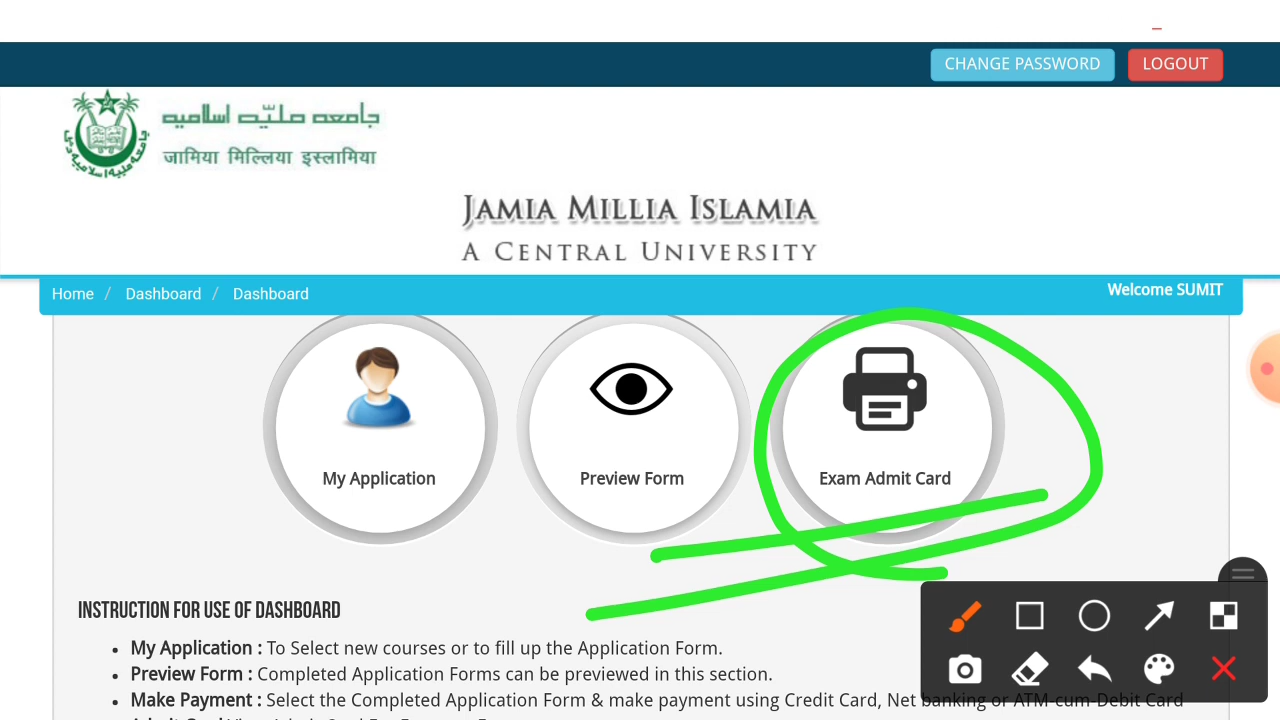 CHANGE PASSWORD LOGOUT
جامعہ ملیّہ اسلامیہ
जामिया मिल्लिया इस्लामिया
JAMIA MILLIA ISLAMIA
A CENTRAL UNIVERSITY
Home / Dashboard / Dashboard
Welcome SUMIT
My Application
Preview Form
Exam Admit Card
INSTRUCTION FOR USE OF DASHBOARD
My Application : To Select new courses or to fill up the Application Form.
Preview Form : Completed Application Forms can be previewed in this section.
Make Payment : Select the Completed Application Form & make payment using Credit Card, Net banking or ATM-cum-Debit Card